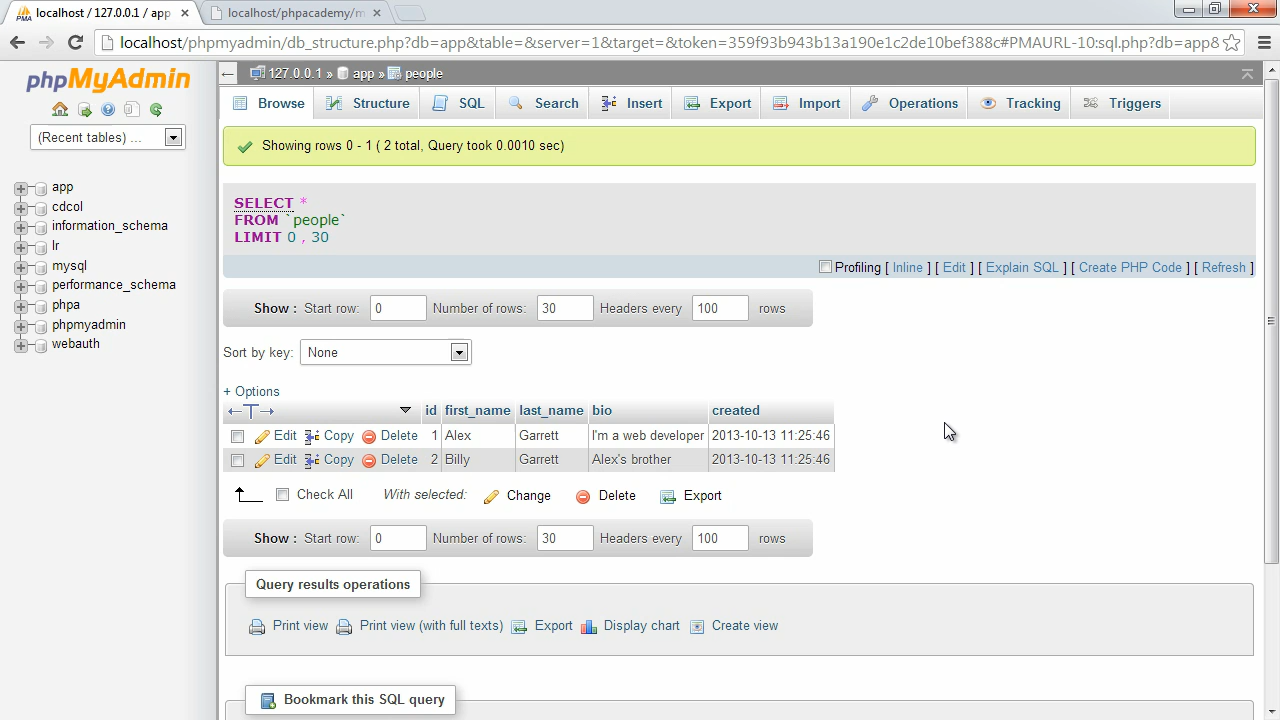 localhost / 127.0.0.1 / app
localhost/phpacademy/m
localhost/phpmyadmin/db_structure.php?db=app&table=&server=1&target=&token=359f93b943b13a190e1c2de10bef388c#PMAURL-10:sql.php?db=app&
phpMyAdmin
(Recent tables) ...
app
cdcol
information_schema
lr
mysql
performance_schema
phpa
phpmyadmin
webauth
127.0.0.1 » app » people
Browse Structure SQL Search Insert Export Import Operations Tracking Triggers
Showing rows 0 - 1 ( 2 total, Query took 0.0010 sec)
SELECT *
FROM `people`
LIMIT 0 , 30
Profiling [ Inline ] [ Edit ] [ Explain SQL ] [ Create PHP Code ] [ Refresh ]
Show : Start row: 0 Number of rows: 30 Headers every 100 rows
Sort by key: None
+ Options
←T→ id first_name last_name bio created
Edit Copy Delete 1 Alex Garrett I'm a web developer 2013-10-13 11:25:46
Edit Copy Delete 2 Billy Garrett Alex's brother 2013-10-13 11:25:46
Check All With selected: Change Delete Export
Show : Start row: 0 Number of rows: 30 Headers every 100 rows
Query results operations
Print view Print view (with full texts) Export Display chart Create view
Bookmark this SQL query